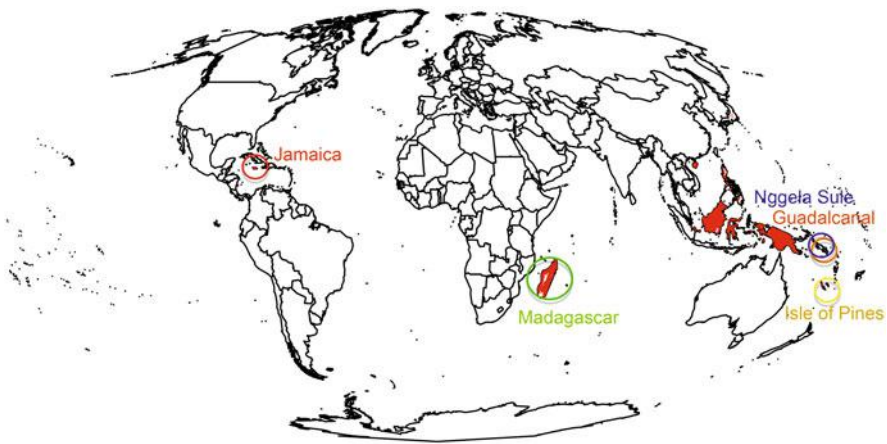 Jamaica
Nggela Sule
Guadalcanal
Madagascar
Isle of Pines